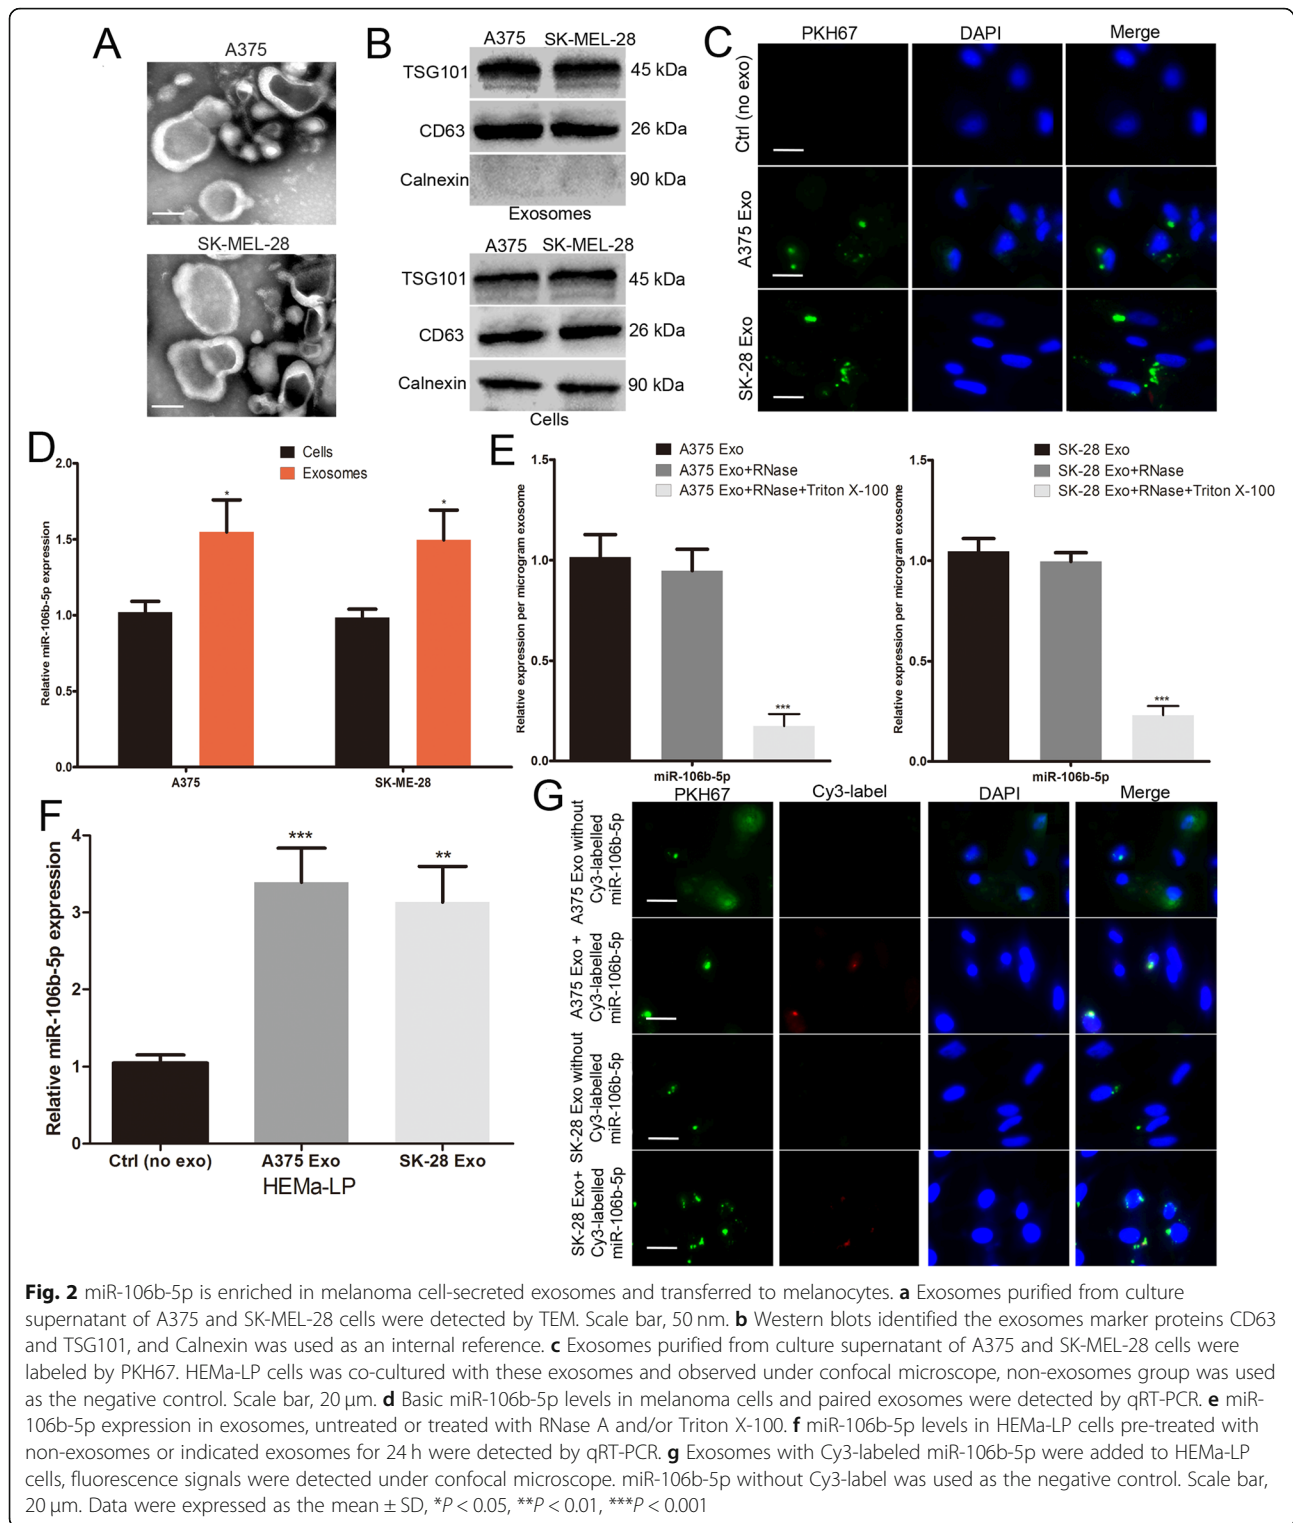 A
A375
SK-MEL-28
B
A375 SK-MEL-28
TSG101 45 kDa
CD63 26 kDa
Calnexin 90 kDa
Exosomes
A375 SK-MEL-28
TSG101 45 kDa
CD63 26 kDa
Calnexin 90 kDa
Cells
C
PKH67 DAPI Merge
Ctrl (no exo)
A375 Exo
SK-28 Exo
D
Cells
Exosomes
Relative miR-106b-5p expression
2.0
1.5
1.0
0.5
0.0
*
*
A375 SK-ME-28
E
A375 Exo
A375 Exo+RNase
A375 Exo+RNase+Triton X-100
Relative expression per microgram exosome
1.5
1.0
0.5
0.0
***
miR-106b-5p
SK-28 Exo
SK-28 Exo+RNase
SK-28 Exo+RNase+Triton X-100
Relative expression per microgram exosome
1.5
1.0
0.5
0.0
***
miR-106b-5p
F
Relative miR-106b-5p expression
4
3
2
1
0
***
**
Ctrl (no exo) A375 Exo SK-28 Exo
HEMa-LP
G
PKH67 Cy3-label DAPI Merge
A375 Exo without
Cy3-labelled
miR-106b-5p
A375 Exo +
Cy3-labelled
miR-106b-5p
SK-28 Exo without
Cy3-labelled
miR-106b-5p
SK-28 Exo+
Cy3-labelled
miR-106b-5p
Fig. 2 miR-106b-5p is enriched in melanoma cell-secreted exosomes and transferred to melanocytes. a Exosomes purified from culture
supernatant of A375 and SK-MEL-28 cells were detected by TEM. Scale bar, 50 nm. b Western blots identified the exosomes marker proteins CD63
and TSG101, and Calnexin was used as an internal reference. c Exosomes purified from culture supernatant of A375 and SK-MEL-28 cells were
labeled by PKH67. HEMa-LP cells was co-cultured with these exosomes and observed under confocal microscope, non-exosomes group was used
as the negative control. Scale bar, 20 μm. d Basic miR-106b-5p levels in melanoma cells and paired exosomes were detected by qRT-PCR. e miR-
106b-5p expression in exosomes, untreated or treated with RNase A and/or Triton X-100. f miR-106b-5p levels in HEMa-LP cells pre-treated with
non-exosomes or indicated exosomes for 24 h were detected by qRT-PCR. g Exosomes with Cy3-labeled miR-106b-5p were added to HEMa-LP
cells, fluorescence signals were detected under confocal microscope. miR-106b-5p without Cy3-label was used as the negative control. Scale bar,
20 μm. Data were expressed as the mean ± SD, *P < 0.05, **P < 0.01, ***P < 0.001